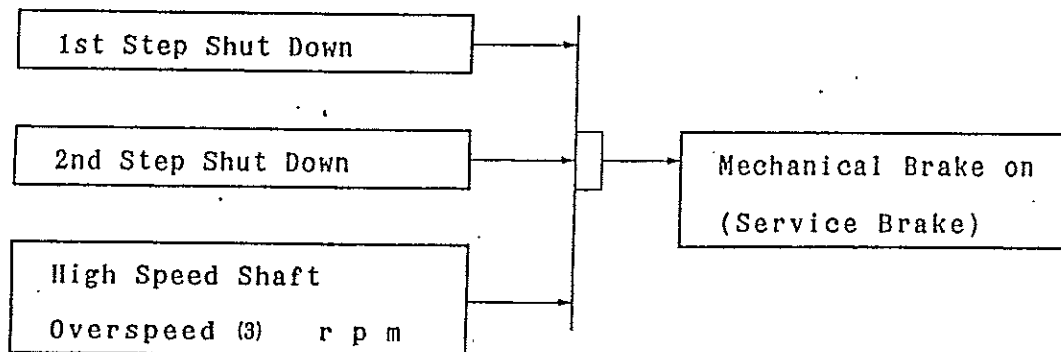 1st Step Shut Down
2nd Step Shut Down
Mechanical Brake on
(Service Brake)
High Speed Shaft
Overspeed (3) r p m